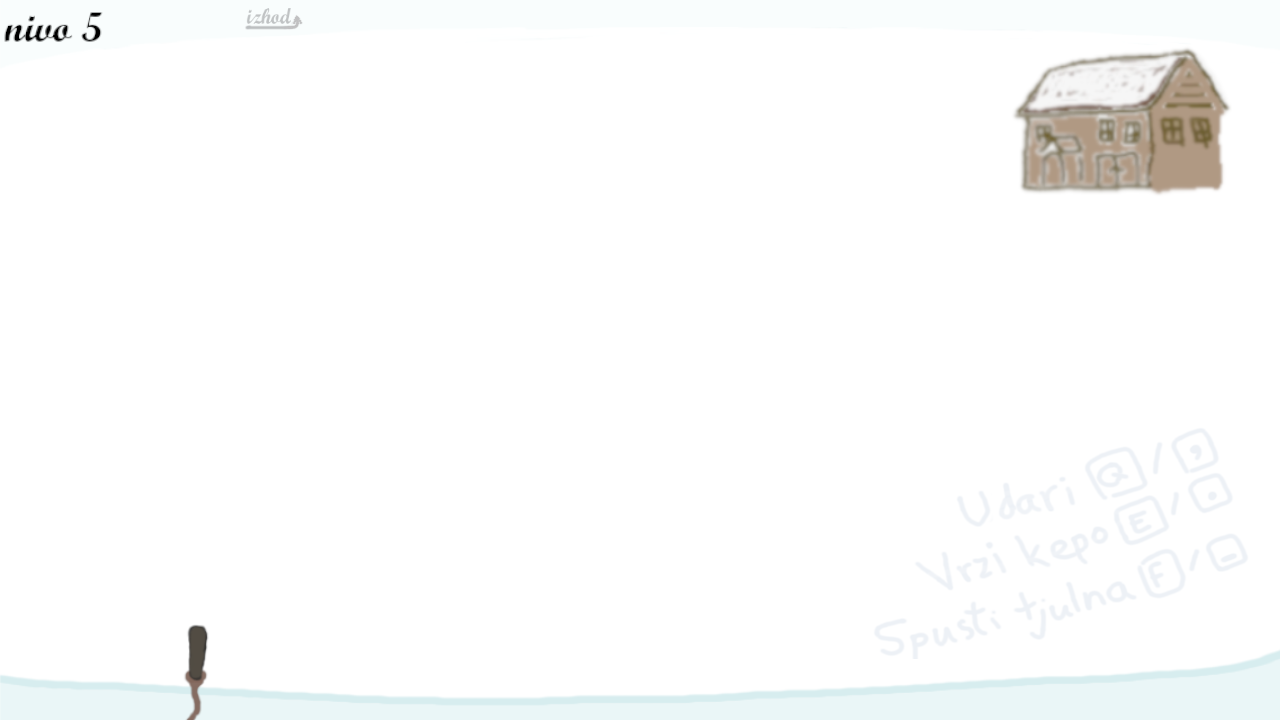 nivo 5
izhod
Udari Q / ,
Vrzi kepo E / .
Spusti tjulna F / -